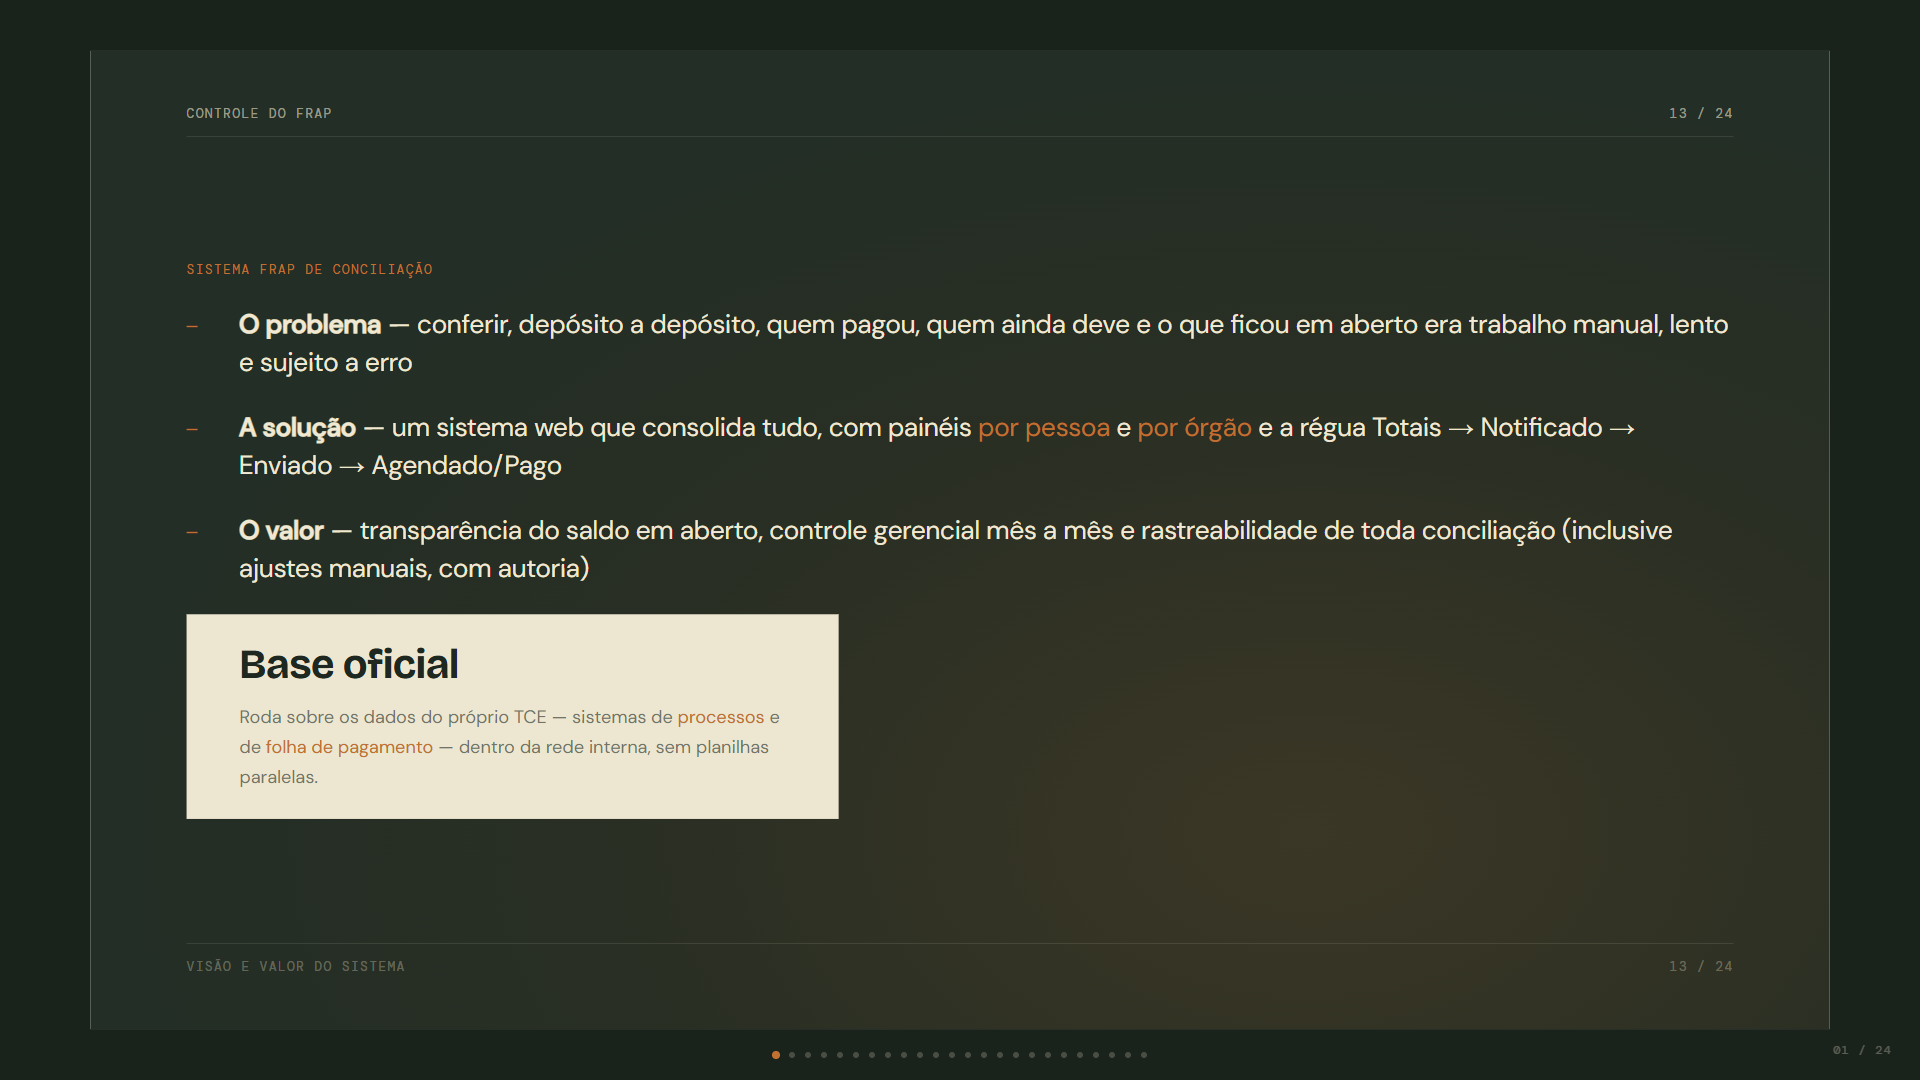 CONTROLE DO FRAP
13 / 24
SISTEMA FRAP DE CONCILIAÇÃO
– O problema — conferir, depósito a depósito, quem pagou, quem ainda deve e o que ficou em aberto era trabalho manual, lento
e sujeito a erro
– A solução — um sistema web que consolida tudo, com painéis por pessoa e por órgão e a régua Totais → Notificado →
Enviado → Agendado/Pago
– O valor — transparência do saldo em aberto, controle gerencial mês a mês e rastreabilidade de toda conciliação (inclusive
ajustes manuais, com autoria)
Base oficial
Roda sobre os dados do próprio TCE — sistemas de processos e
de folha de pagamento — dentro da rede interna, sem planilhas
paralelas.
VISÃO E VALOR DO SISTEMA
13 / 24
01 / 24